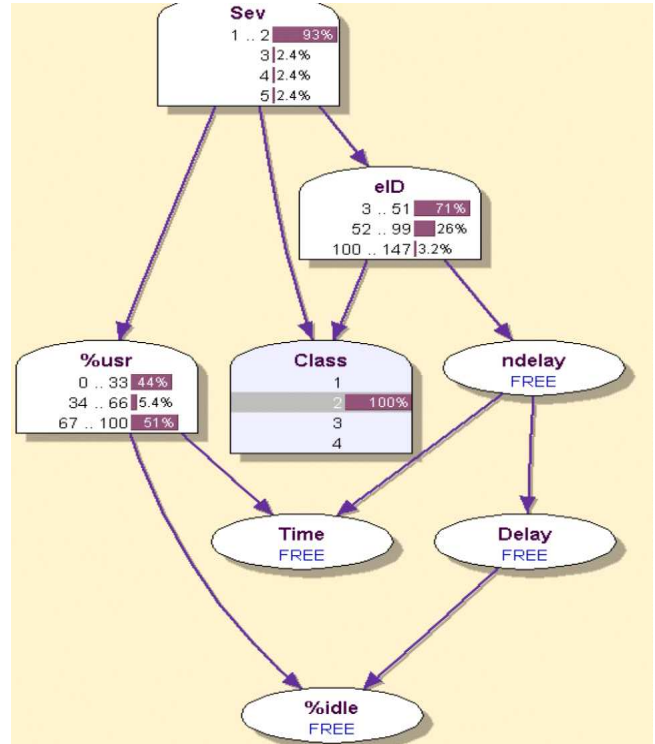 Sev
1 .. 2 93%
3 2.4%
4 2.4%
5 2.4%
eID
3 .. 51 71%
52 .. 99 26%
100 .. 147 3.2%
%usr
0 .. 33 44%
34 .. 66 5.4%
67 .. 100 51%
Class
1
2 100%
3
4
ndelay
FREE
Time
FREE
Delay
FREE
%idle
FREE